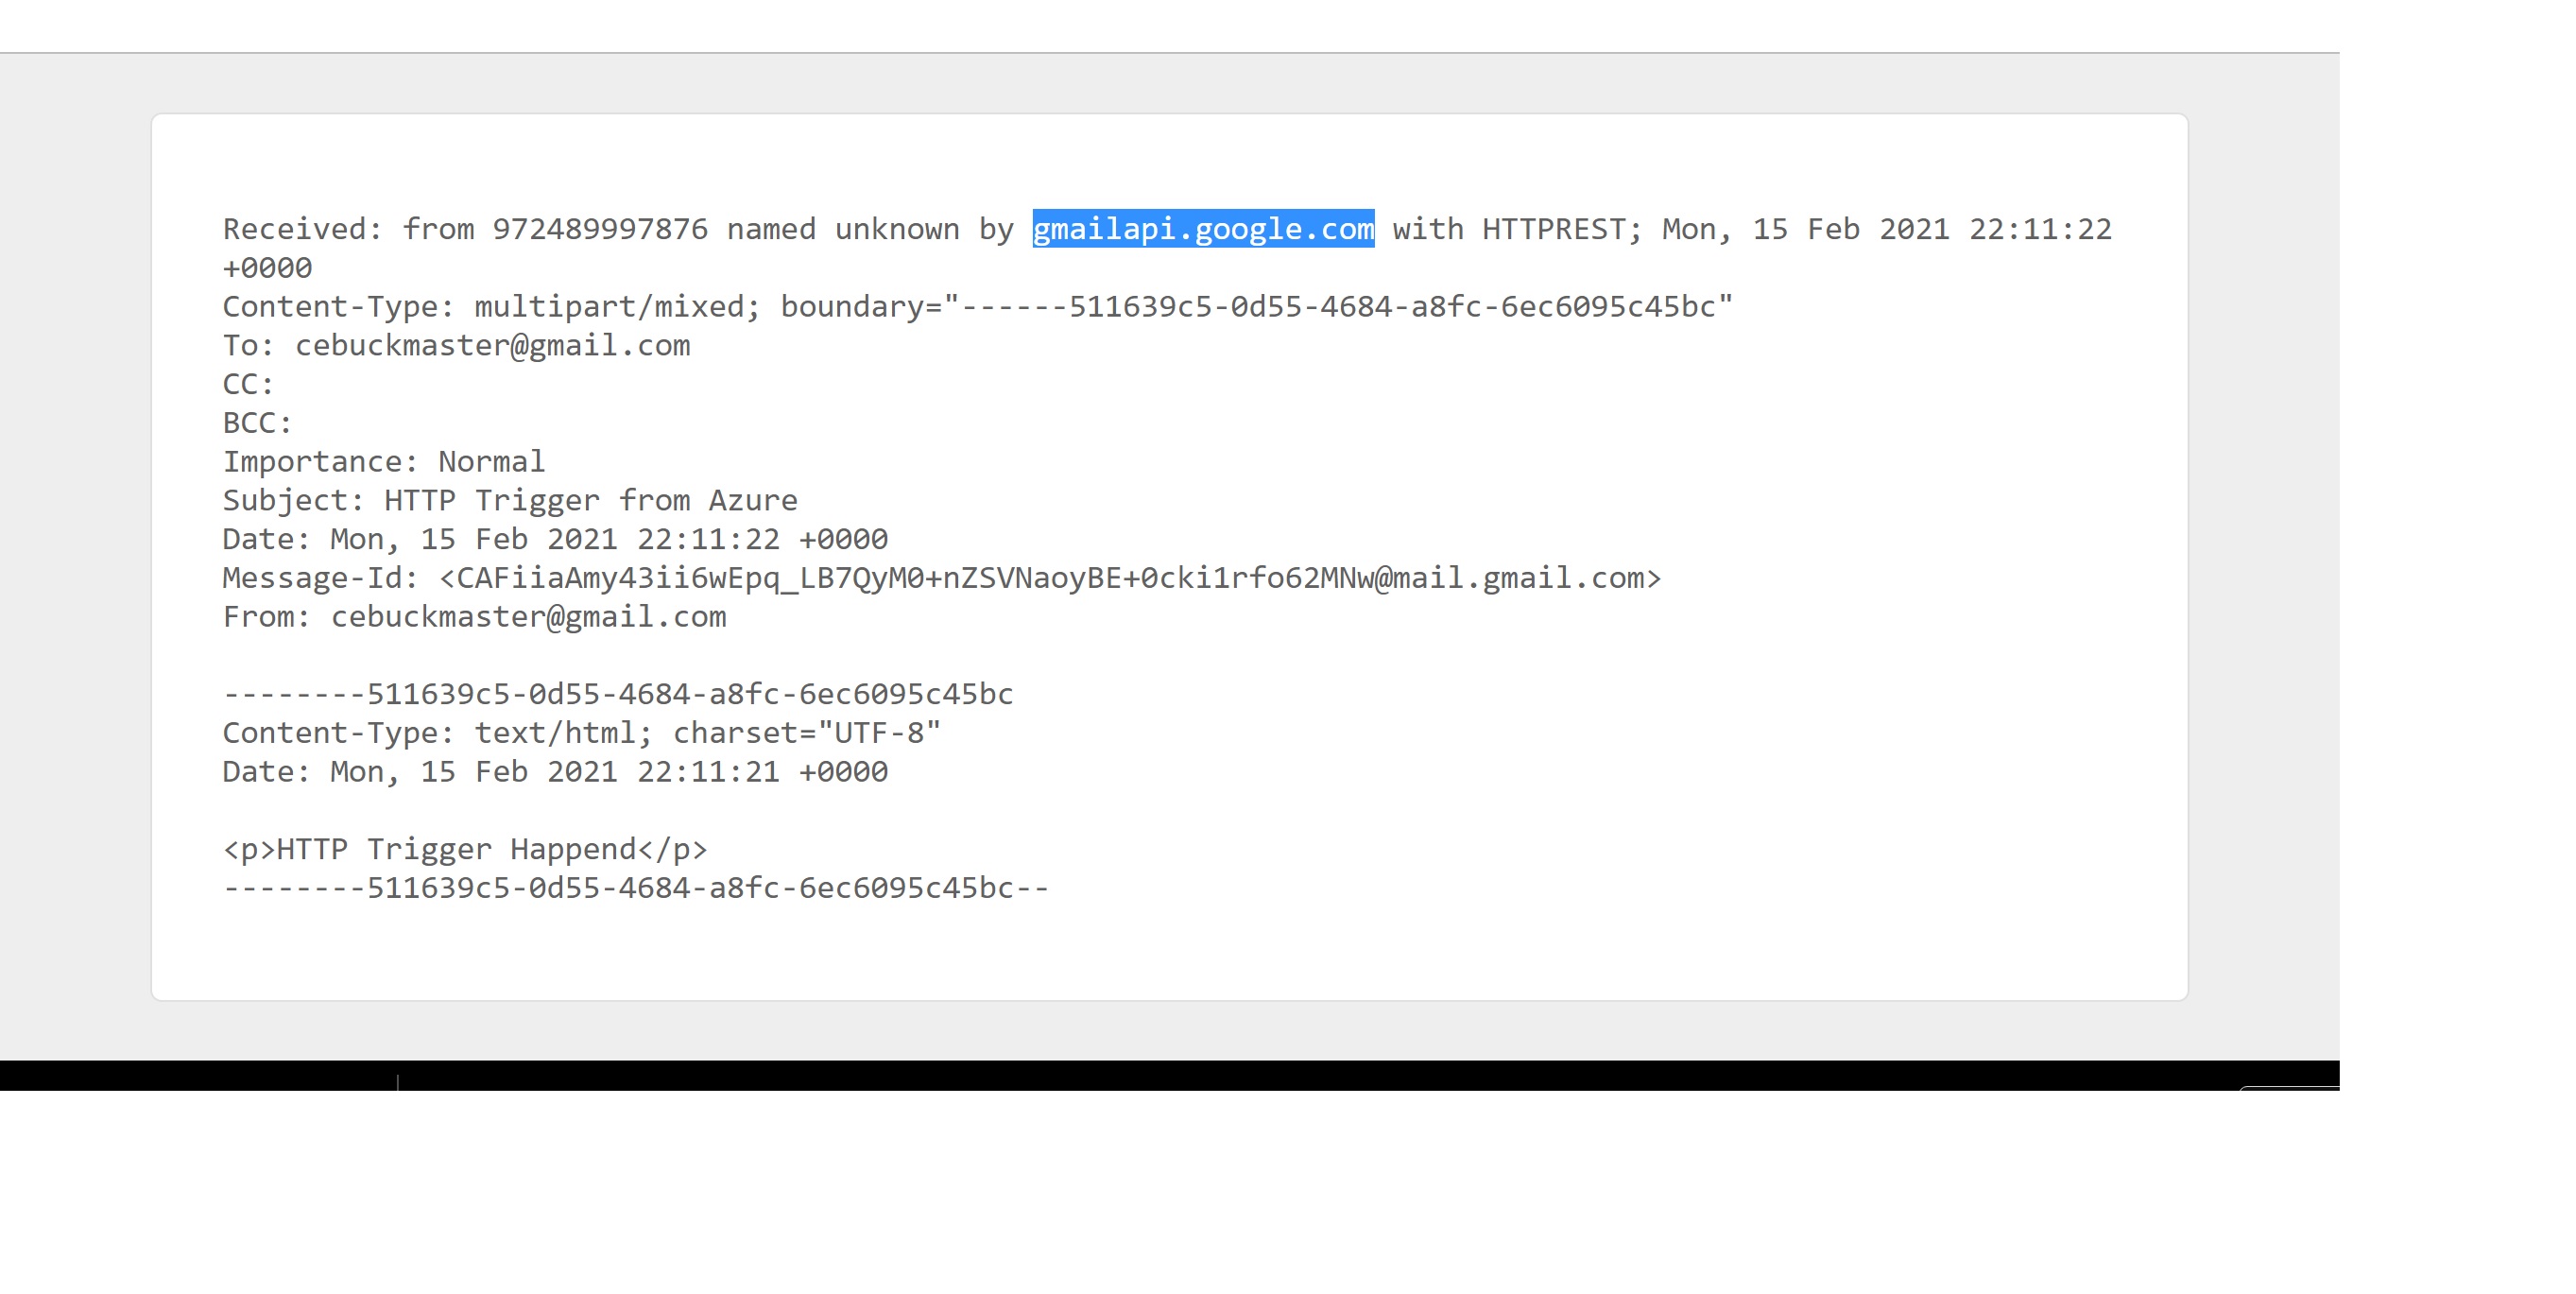 Received: from 972489997876 named unknown by gmailapi.google.com with HTTPREST; Mon, 15 Feb 2021 22:11:22
+0000
Content-Type: multipart/mixed; boundary="------511639c5-0d55-4684-a8fc-6ec6095c45bc"
To: cebuckmaster@gmail.com
CC:
BCC:
Importance: Normal
Subject: HTTP Trigger from Azure
Date: Mon, 15 Feb 2021 22:11:22 +0000
Message-Id: <CAFiiaAmy43ii6wEpq_LB7QyM0+nZSVNaoyBE+0cki1rfo62MNw@mail.gmail.com>
From: cebuckmaster@gmail.com

--------511639c5-0d55-4684-a8fc-6ec6095c45bc
Content-Type: text/html; charset="UTF-8"
Date: Mon, 15 Feb 2021 22:11:21 +0000

<p>HTTP Trigger Happend</p>
--------511639c5-0d55-4684-a8fc-6ec6095c45bc--